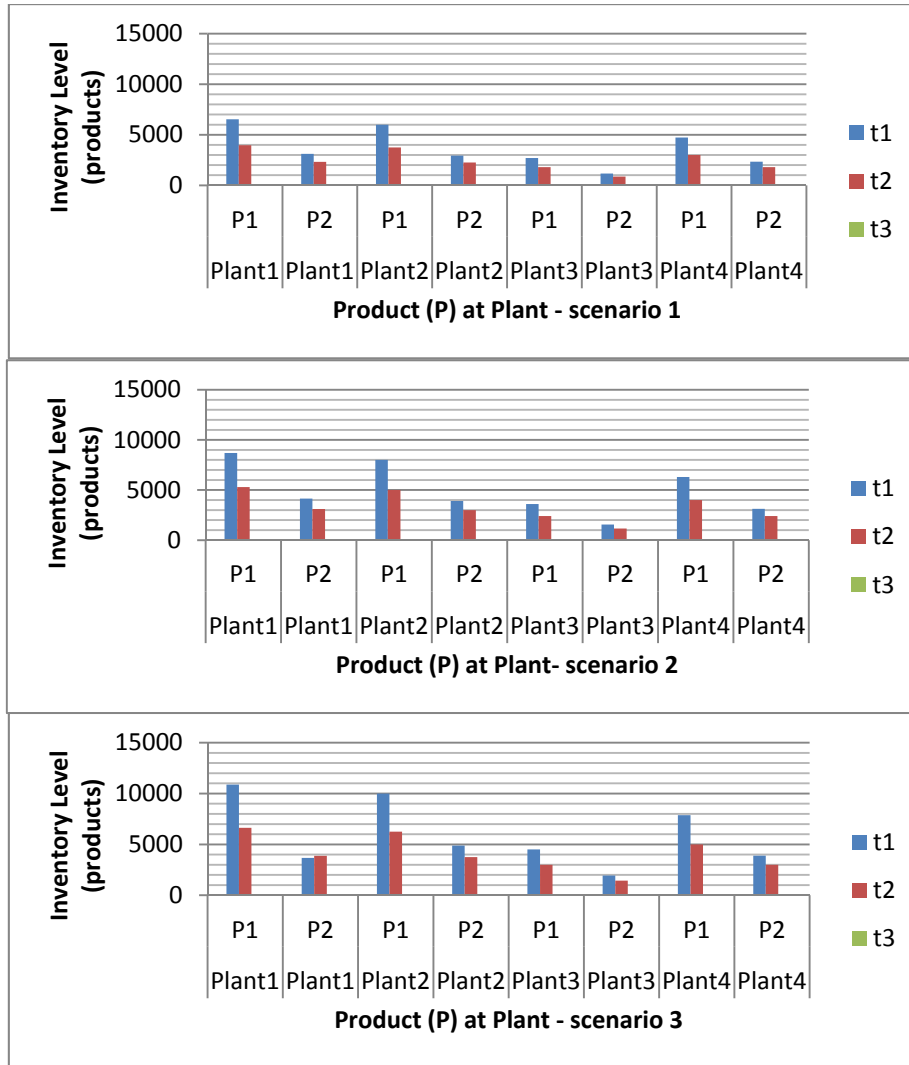 Inventory Level
(products)
15000
10000
5000
0
P1 P2 P1 P2 P1 P2 P1 P2
Plant1 Plant1 Plant2 Plant2 Plant3 Plant3 Plant4 Plant4
Product (P) at Plant - scenario 1
t1
t2
t3
Inventory Level
(products)
15000
10000
5000
0
P1 P2 P1 P2 P1 P2 P1 P2
Plant1 Plant1 Plant2 Plant2 Plant3 Plant3 Plant4 Plant4
Product (P) at Plant- scenario 2
t1
t2
t3
Inventory Level
(products)
15000
10000
5000
0
P1 P2 P1 P2 P1 P2 P1 P2
Plant1 Plant1 Plant2 Plant2 Plant3 Plant3 Plant4 Plant4
Product (P) at Plant - scenario 3
t1
t2
t3